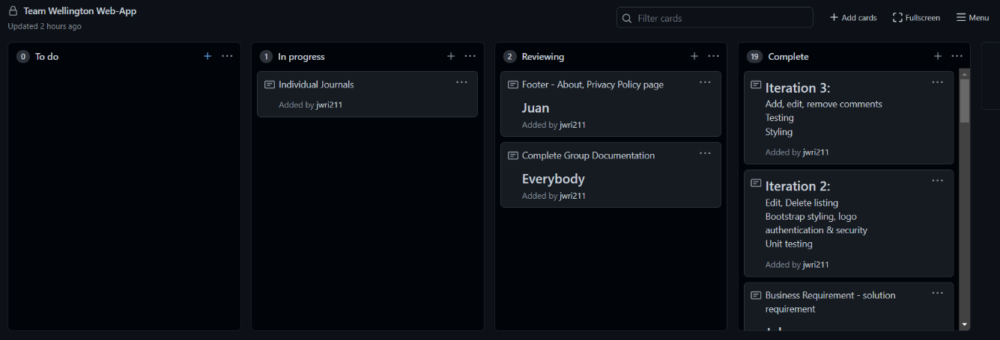 Team Wellington Web-App
Updated 2 hours ago
Filter cards
Add cards
Fullscreen
Menu
0 To do
1 In progress
Individual Journals
Added by jwri211
2 Reviewing
Footer - About, Privacy Policy page
Juan
Added by jwri211
Complete Group Documentation
Everybody
Added by jwri211
19 Complete
Iteration 3:
Add, edit, remove comments
Testing
Styling
Added by jwri211
Iteration 2:
Edit, Delete listing
Bootstrap styling, logo
authentication & security
Unit testing
Added by jwri211
Business Requirement - solution
requirement